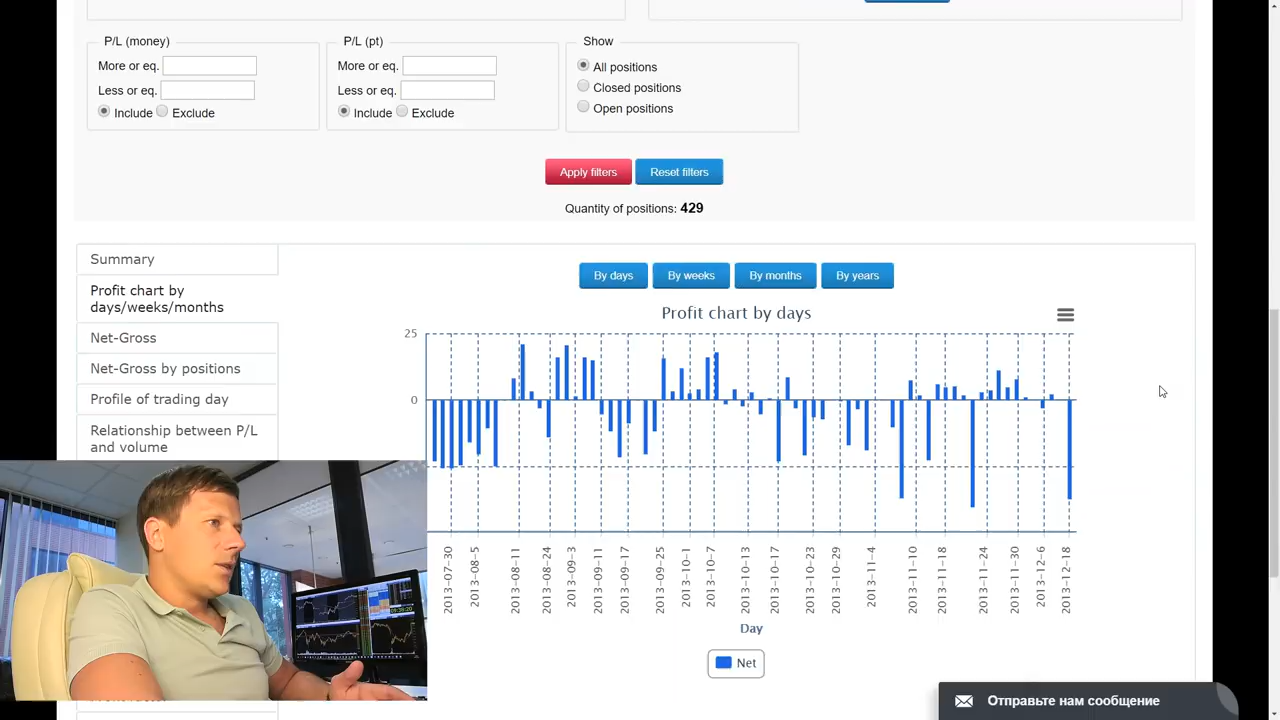 P/L (money)
More or eq.
Less or eq.
Include Exclude
P/L (pt)
More or eq.
Less or eq.
Include Exclude
Show
All positions
Closed positions
Open positions
Apply filters Reset filters
Quantity of positions: 429
Summary
Profit chart by
days/weeks/months
Net-Gross
Net-Gross by positions
Profile of trading day
Relationship between P/L
and volume
By days By weeks By months By years
Profit chart by days
25
0
2013-07-30
2013-08-5
2013-08-11
2013-08-24
2013-09-3
2013-09-11
2013-09-17
2013-09-25
2013-10-1
2013-10-7
2013-10-13
2013-10-17
2013-10-23
2013-10-29
2013-11-4
2013-11-10
2013-11-18
2013-11-24
2013-11-30
2013-12-6
2013-12-18
Day
Net
Отправьте нам сообщение